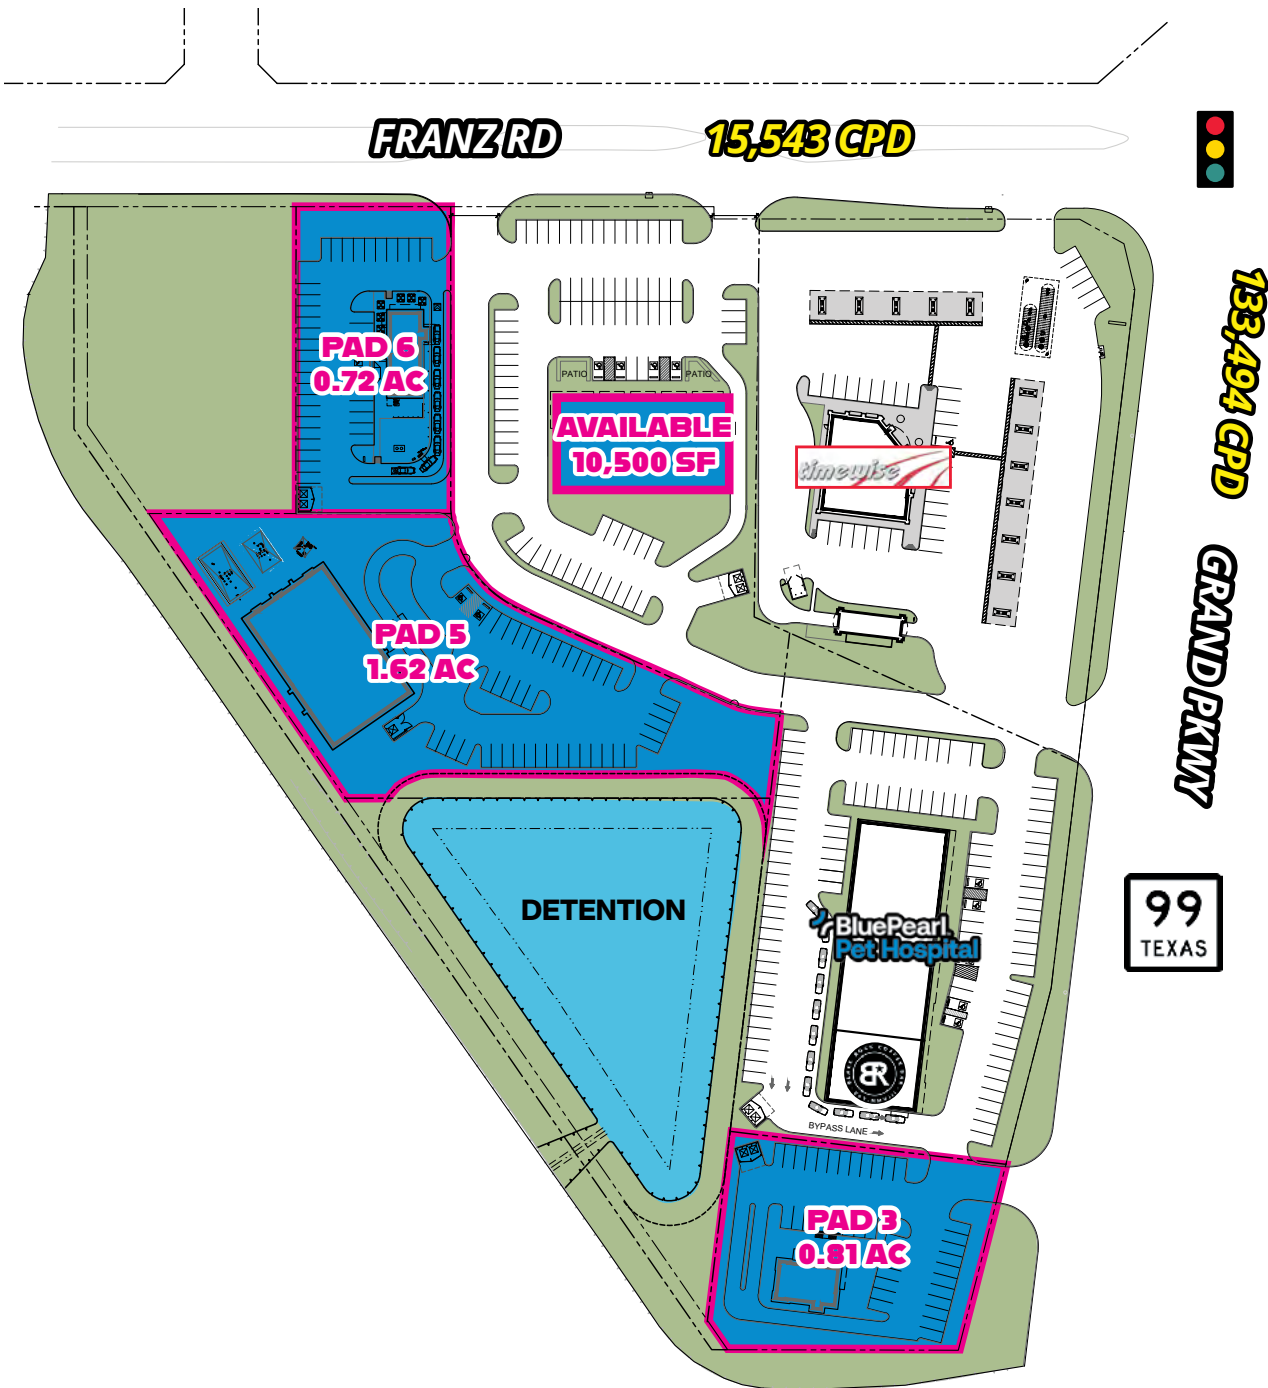 FRANZ RD
15,543 CPD
133,494 CPD
GRAND PKWY
PAD 6
0.72 AC
PATIO
PATIO
AVAILABLE
10,500 SF
timewise
PAD 5
1.62 AC
DETENTION
BluePearl
Pet Hospital
99
TEXAS
BR
BYPASS LANE
PAD 3
0.81 AC